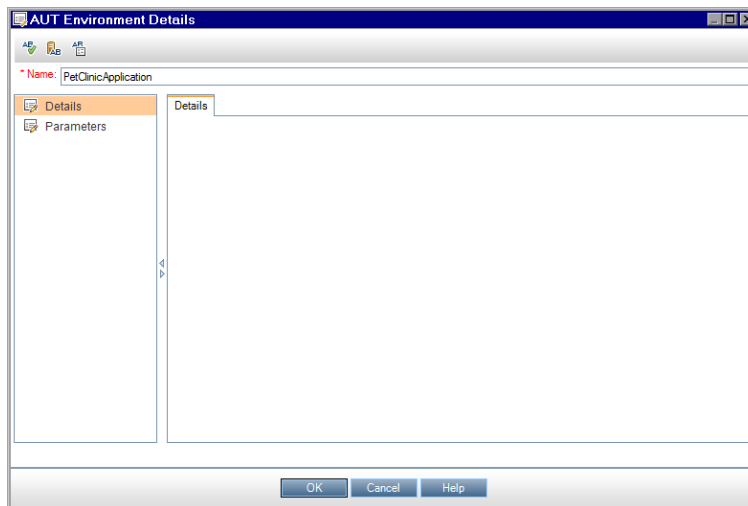 AUT Environment Details
* Name: PetClinicApplication
Details
Parameters
Details
OK Cancel Help